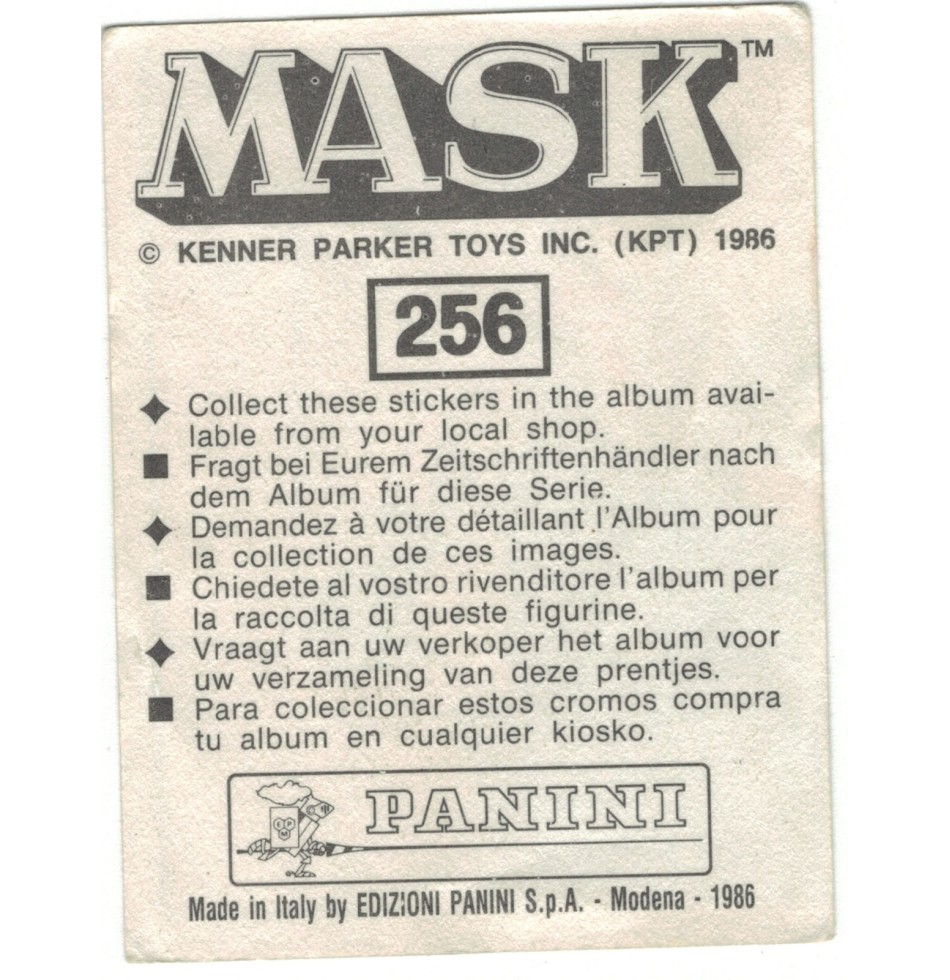 MASK™
© KENNER PARKER TOYS INC. (KPT) 1986
256
◆ Collect these stickers in the album avai-
lable from your local shop.
■ Fragt bei Eurem Zeitschriftenhändler nach
dem Album für diese Serie.
◆ Demandez à votre détaillant l'Album pour
la collection de ces images.
■ Chiedete al vostro rivenditore l'album per
la raccolta di queste figurine.
◆ Vraagt aan uw verkoper het album voor
uw verzameling van deze prentjes.
■ Para coleccionar estos cromos compra
tu album en cualquier kiosko.
EPM
PANINI
Made in Italy by EDIZIONI PANINI S.p.A. - Modena - 1986